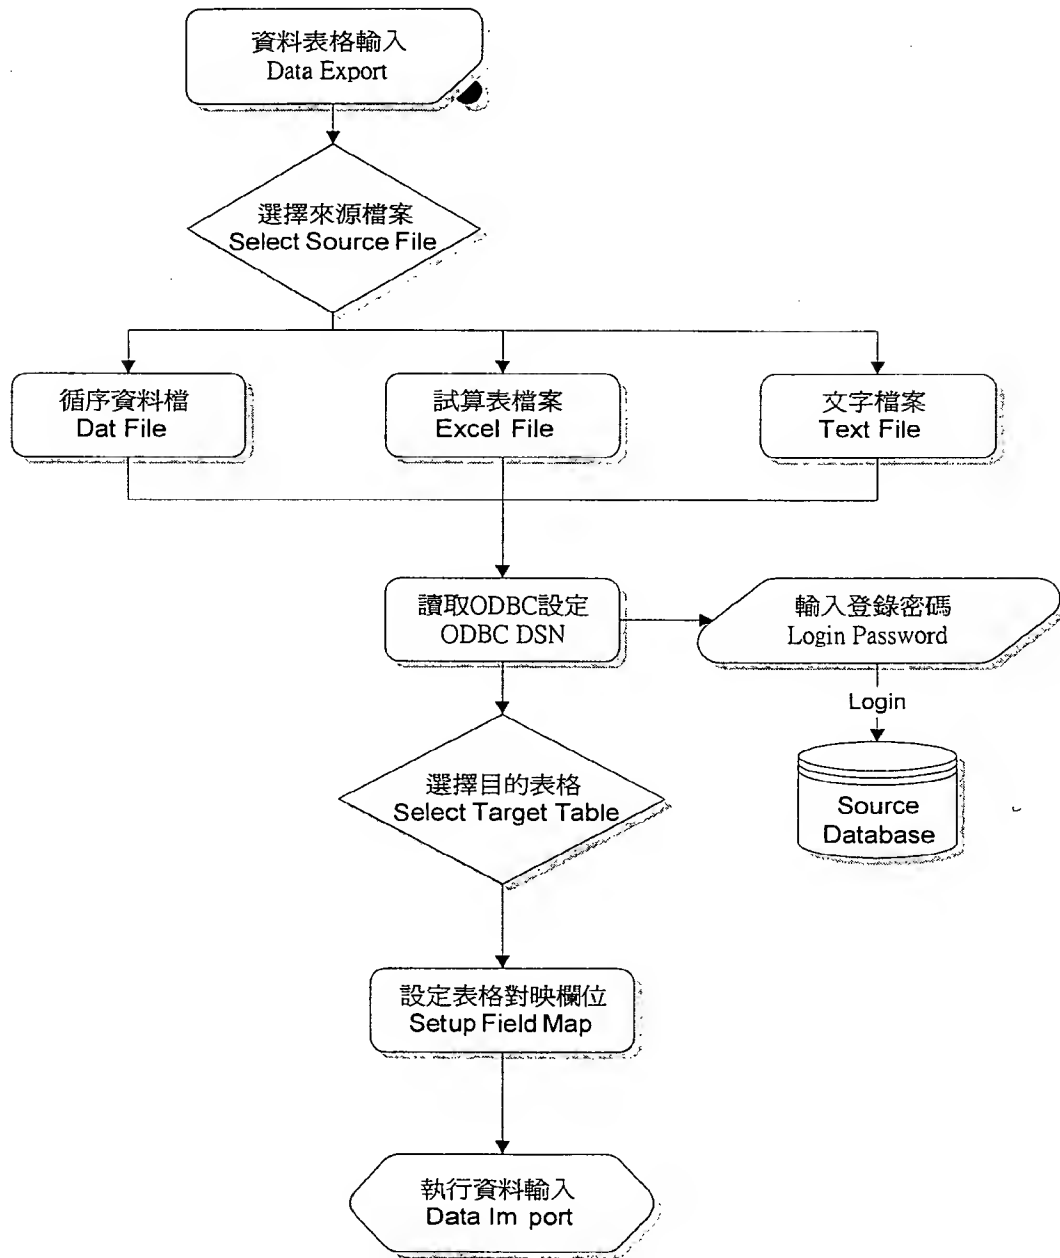 資料表格輸入
Data Export
選擇來源檔案
Select Source File
循序資料檔
Dat File
試算表檔案
Excel File
文字檔案
Text File
讀取ODBC設定
ODBC DSN
輸入登錄密碼
Login Password
Login
選擇目的表格
Select Target Table
Source
Database
設定表格對映欄位
Setup Field Map
執行資料輸入
Data Im port